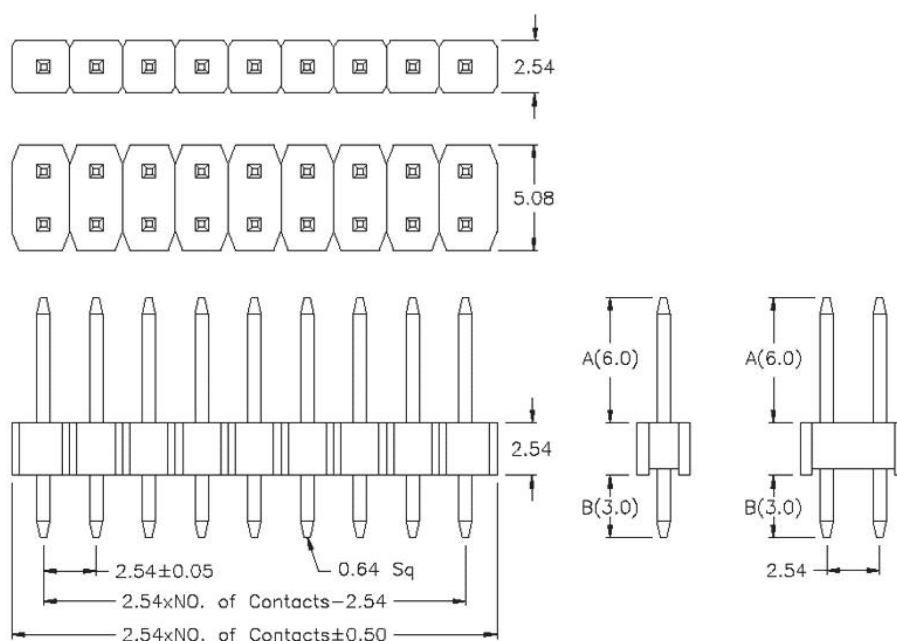 2.54
5.08
A(6.0)
A(6.0)
2.54
B(3.0)
B(3.0)
2.54±0.05
0.64 Sq
2.54
2.54xNO. of Contacts-2.54
2.54xNO. of Contacts±0.50